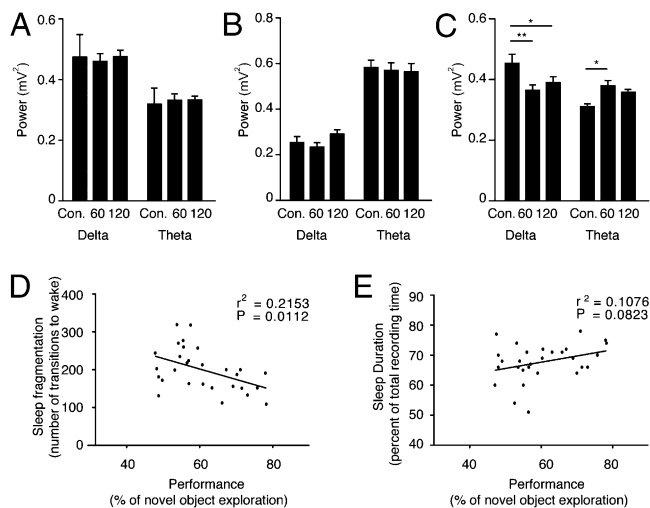 A
B
C
Power (mV2)
0.6
0.4
0.2
0
Con. 60 120
Con. 60 120
Delta
Theta
Power (mV2)
0.8
0.6
0.4
0.2
0
Con. 60 120
Con. 60 120
Delta
Theta
Power (mV2)
0.6
0.4
0.2
0
*
**
*
Con. 60 120
Con. 60 120
Delta
Theta
D
Sleep fragmentation
(number of transitions to wake)
400
300
200
100
0
r2 = 0.2153
P = 0.0112
40 60 80
Performance
(% of novel object exploration)
E
Sleep Duration
(percent of total recording time)
90
80
70
60
50
40
r2 = 0.1076
P = 0.0823
40 60 80
Performance
(% of novel object exploration)